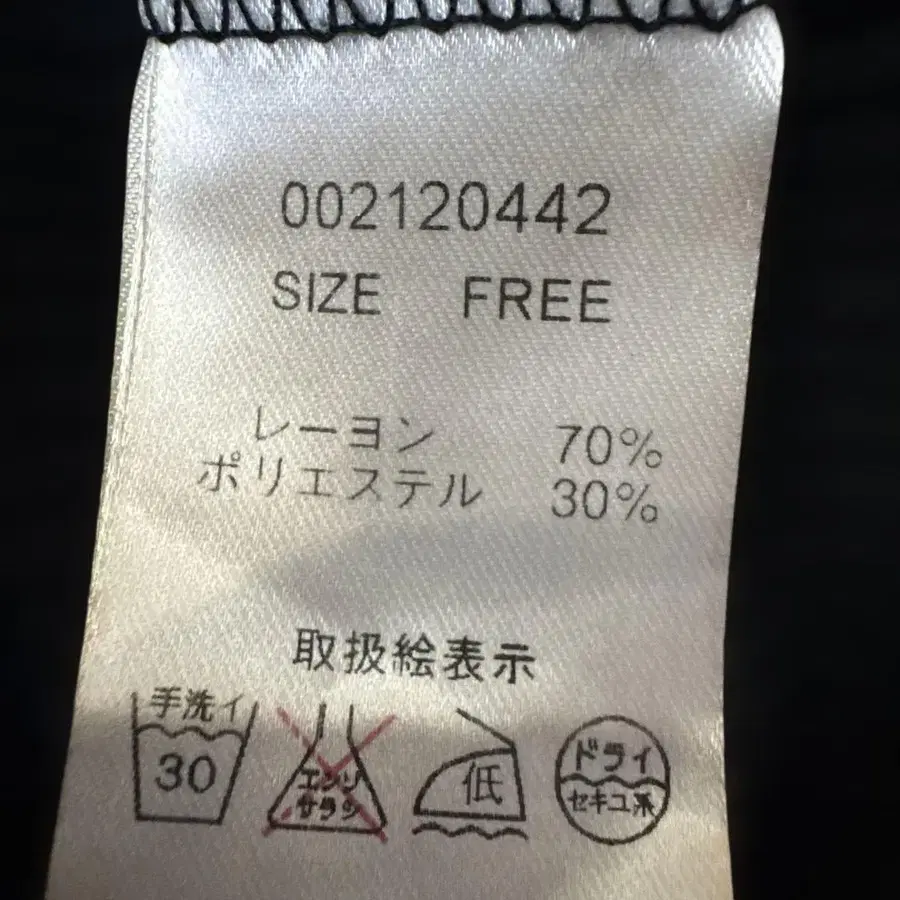 002120442
SIZE FREE
レーヨン 70%
ポリエステル 30%
取扱絵表示
手洗イ
30
エンソ
サラシ
低
ドライ
セキユ系